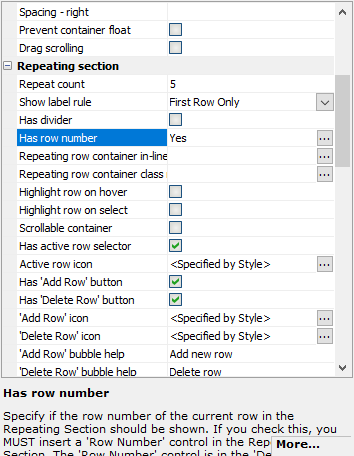 Spacing - right
Prevent container float
Drag scrolling
Repeating section
Repeat count 5
Show label rule First Row Only
Has divider
Has row number Yes ...
Repeating row container in-line ...
Repeating row container class ...
Highlight row on hover
Highlight row on select
Scrollable container
Has active row selector
Active row icon <Specified by Style> ...
Has 'Add Row' button
Has 'Delete Row' button
'Add Row' icon <Specified by Style> ...
'Delete Row' icon <Specified by Style> ...
'Add Row' bubble help Add new row
'Delete Row' bubble help Delete row
Has row number
Specify if the row number of the current row in the
Repeating Section should be shown. If you check this, you
MUST insert a 'Row Number' control in the Rep More...
Section. The 'Row Number' control is in the 'De